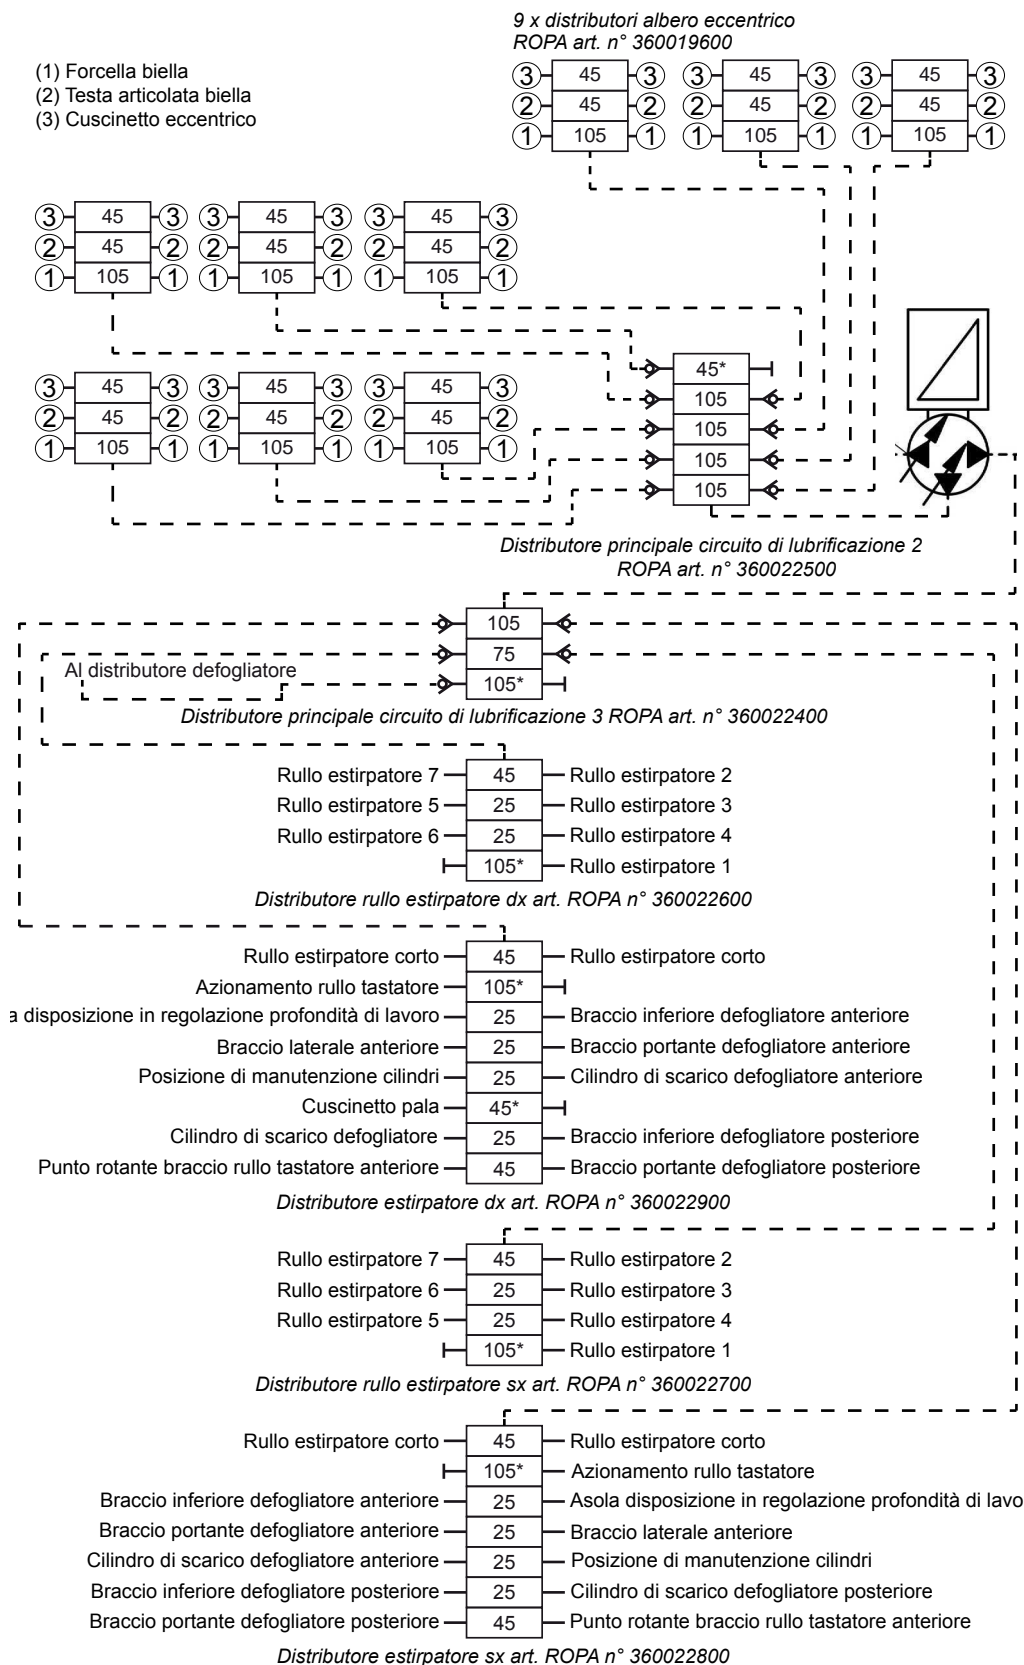 9 x distributori albero eccentrico
ROPA art. n° 360019600
(1) Forcella biella
(2) Testa articolata biella
(3) Cuscinetto eccentrico
3 45 3 3 45 3 3 45 3
2 45 2 2 45 2 2 45 2
1 105 1 1 105 1 1 105 1
3 45 3 3 45 3 3 45 3
2 45 2 2 45 2 2 45 2
1 105 1 1 105 1 1 105 1
45*
105
105
105
105
3 45 3 3 45 3 3 45 3
2 45 2 2 45 2 2 45 2
1 105 1 1 105 1 1 105 1
Distributore principale circuito di lubrificazione 2
ROPA art. n° 360022500
105
75
Al distributore defogliatore
105*
Distributore principale circuito di lubrificazione 3 ROPA art. n° 360022400
Rullo estirpatore 7 45 Rullo estirpatore 2
Rullo estirpatore 5 25 Rullo estirpatore 3
Rullo estirpatore 6 25 Rullo estirpatore 4
105* Rullo estirpatore 1
Distributore rullo estirpatore dx art. ROPA n° 360022600
Rullo estirpatore corto 45 Rullo estirpatore corto
Azionamento rullo tastatore 105*
a disposizione in regolazione profondità di lavoro 25 Braccio inferiore defogliatore anteriore
Braccio laterale anteriore 25 Braccio portante defogliatore anteriore
Posizione di manutenzione cilindri 25 Cilindro di scarico defogliatore anteriore
Cuscinetto pala 45*
Cilindro di scarico defogliatore 25 Braccio inferiore defogliatore posteriore
Punto rotante braccio rullo tastatore anteriore 45 Braccio portante defogliatore posteriore
Distributore estirpatore dx art. ROPA n° 360022900
Rullo estirpatore 7 45 Rullo estirpatore 2
Rullo estirpatore 6 25 Rullo estirpatore 3
Rullo estirpatore 5 25 Rullo estirpatore 4
105* Rullo estirpatore 1
Distributore rullo estirpatore sx art. ROPA n° 360022700
Rullo estirpatore corto 45 Rullo estirpatore corto
105* Azionamento rullo tastatore
Braccio inferiore defogliatore anteriore 25 Asola disposizione in regolazione profondità di lavo
Braccio portante defogliatore anteriore 25 Braccio laterale anteriore
Cilindro di scarico defogliatore anteriore 25 Posizione di manutenzione cilindri
Braccio inferiore defogliatore posteriore 25 Cilindro di scarico defogliatore posteriore
Braccio portante defogliatore posteriore 45 Punto rotante braccio rullo tastatore anteriore
Distributore estirpatore sx art. ROPA n° 360022800